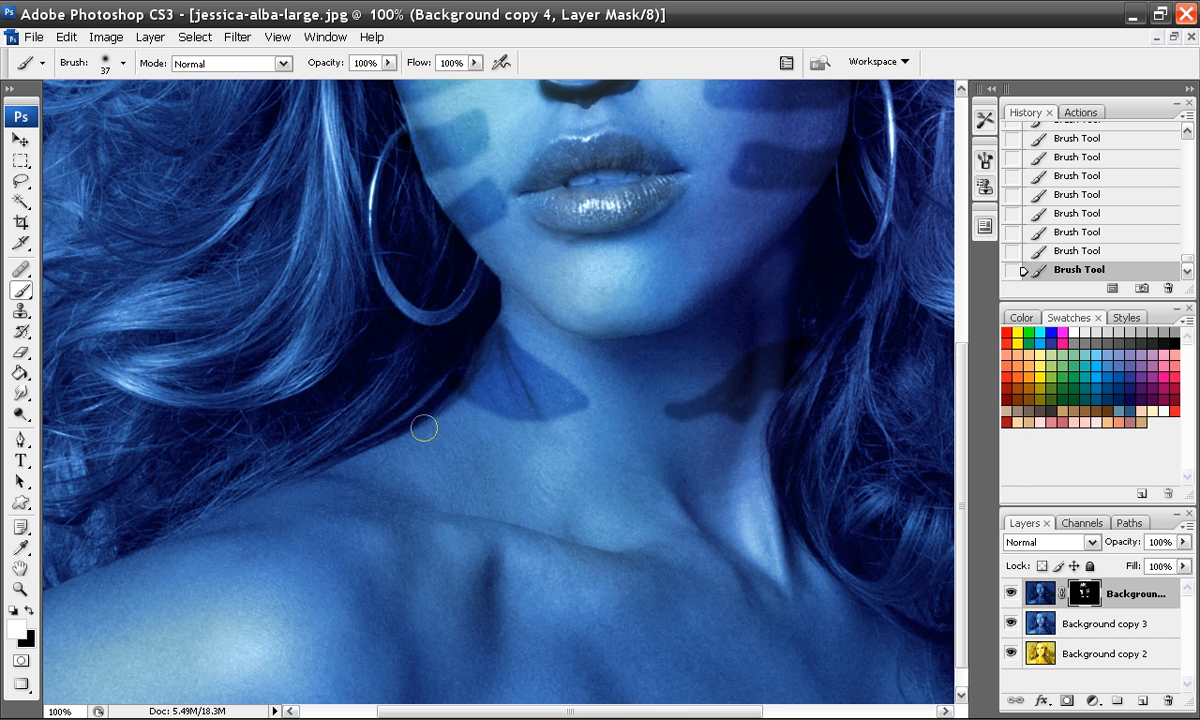 Ps Adobe Photoshop CS3 - [jessica-alba-large.jpg @ 100% (Background copy 4, Layer Mask/8)]
File Edit Image Layer Select Filter View Window Help
Brush: 37 Mode: Normal Opacity: 100% Flow: 100% Workspace
Ps
T
History Actions
Brush Tool
Brush Tool
Brush Tool
Brush Tool
Brush Tool
Brush Tool
Brush Tool
Brush Tool
Color Swatches Styles
Layers Channels Paths
Normal Opacity: 100%
Lock: Fill: 100%
Backgroun...
Background copy 3
Background copy 2
fx
100% Doc: 5.49M/18.3M